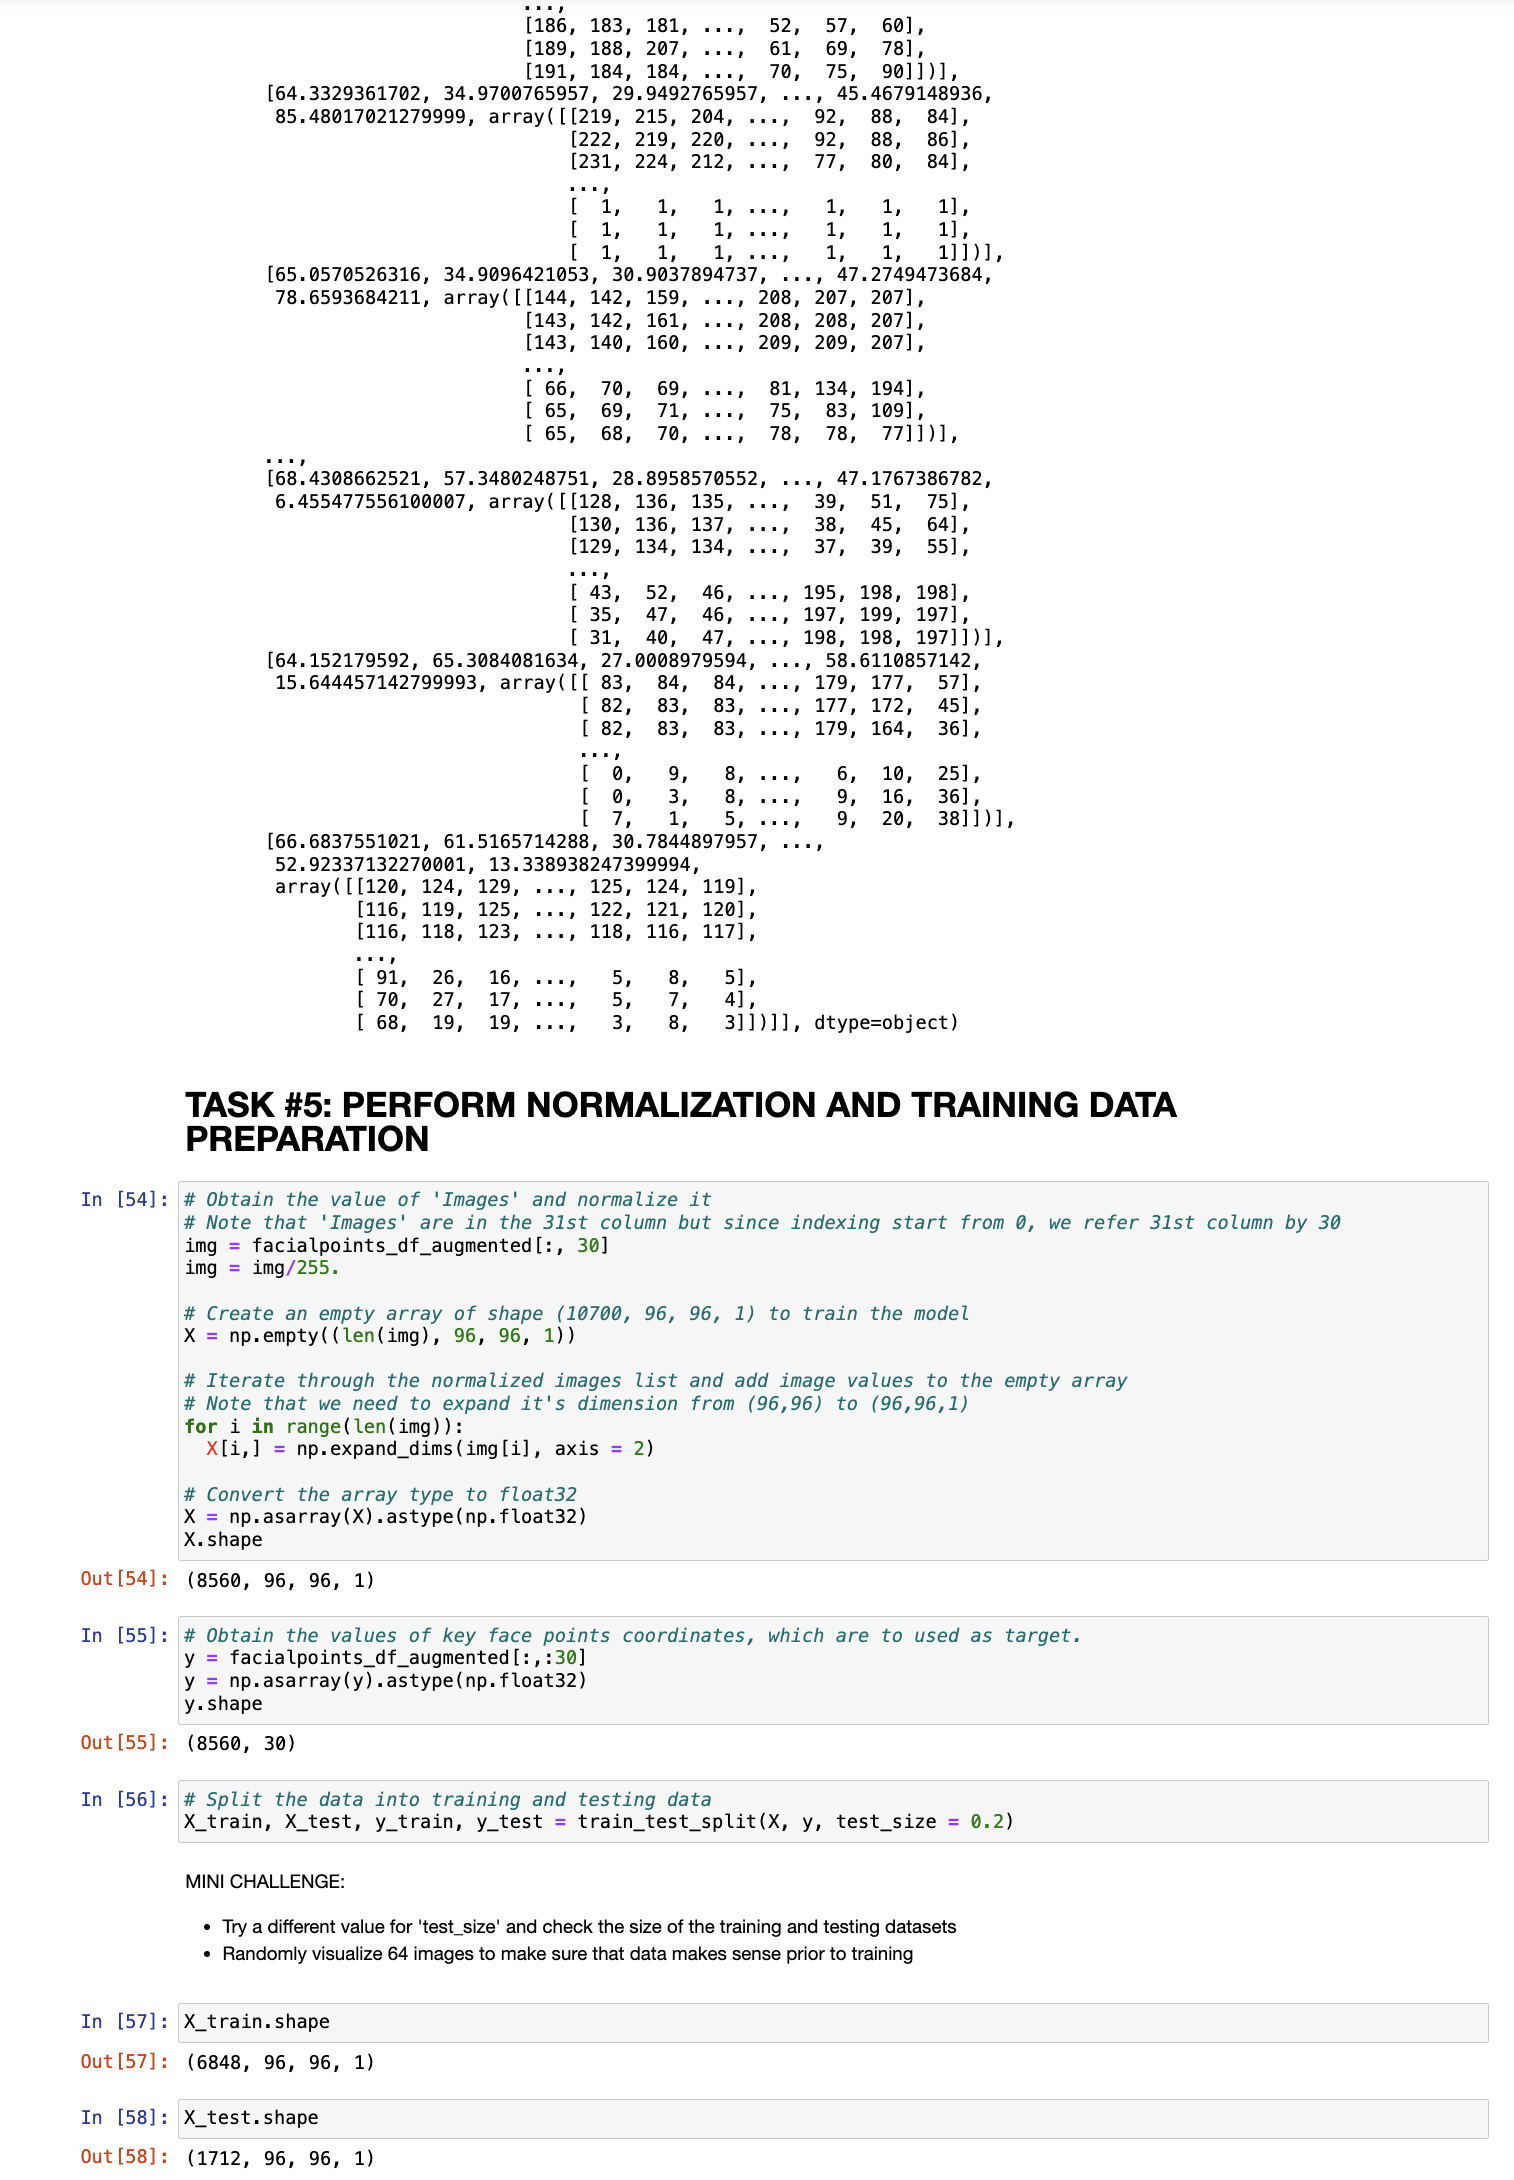 ...,
[186, 183, 181, ...,  52,  57,  60],
[189, 188, 207, ...,  61,  69,  78],
[191, 184, 184, ...,  70,  75,  90]])],
[64.3329361702, 34.9700765957, 29.9492765957, ..., 45.4679148936,
85.48017021279999, array([[219, 215, 204, ...,  92,  88,  84],
[222, 219, 220, ...,  92,  88,  86],
[231, 224, 212, ...,  77,  80,  84],
...,
[  1,   1,   1, ...,   1,   1,   1],
[  1,   1,   1, ...,   1,   1,   1],
[  1,   1,   1, ...,   1,   1,   1]])],
[65.0570526316, 34.9096421053, 30.9037894737, ..., 47.2749473684,
78.6593684211, array([[144, 142, 159, ..., 208, 207, 207],
[143, 142, 161, ..., 208, 208, 207],
[143, 140, 160, ..., 209, 209, 207],
...,
[ 66,  70,  69, ...,  81, 134, 194],
[ 65,  69,  71, ...,  75,  83, 109],
[ 65,  68,  70, ...,  78,  78,  77]])],
...,
[68.4308662521, 57.3480248751, 28.8958570552, ..., 47.1767386782,
6.455477556100007, array([[128, 136, 135, ...,  39,  51,  75],
[130, 136, 137, ...,  38,  45,  64],
[129, 134, 134, ...,  37,  39,  55],
...,
[ 43,  52,  46, ..., 195, 198, 198],
[ 35,  47,  46, ..., 197, 199, 197],
[ 31,  40,  47, ..., 198, 198, 197]])],
[64.152179592, 65.3084081634, 27.0008979594, ..., 58.6110857142,
15.644457142799993, array([[ 83,  84,  84, ..., 179, 177,  57],
[ 82,  83,  83, ..., 177, 172,  45],
[ 82,  83,  83, ..., 179, 164,  36],
...,
[  0,   9,   8, ...,   6,  10,  25],
[  0,   3,   8, ...,   9,  16,  36],
[  7,   1,   5, ...,   9,  20,  38]])],
[66.6837551021, 61.5165714288, 30.7844897957, ...,
52.92337132270001, 13.338938247399994,
array([[120, 124, 129, ..., 125, 124, 119],
[116, 119, 125, ..., 122, 121, 120],
[116, 118, 123, ..., 118, 116, 117],
...,
[ 91,  26,  16, ...,   5,   8,   5],
[ 70,  27,  17, ...,   5,   7,   4],
[ 68,  19,  19, ...,   3,   8,   3]])]], dtype=object)
TASK #5: PERFORM NORMALIZATION AND TRAINING DATA
PREPARATION
In [54]: # Obtain the value of 'Images' and normalize it
# Note that 'Images' are in the 31st column but since indexing start from 0, we refer 31st column by 30
img = facialpoints_df_augmented[:, 30]
img = img/255.
# Create an empty array of shape (10700, 96, 96, 1) to train the model
X = np.empty((len(img), 96, 96, 1))
# Iterate through the normalized images list and add image values to the empty array
# Note that we need to expand it's dimension from (96,96) to (96,96,1)
for i in range(len(img)):
  X[i,] = np.expand_dims(img[i], axis = 2)
# Convert the array type to float32
X = np.asarray(X).astype(np.float32)
X.shape
Out[54]: (8560, 96, 96, 1)
In [55]: # Obtain the values of key face points coordinates, which are to used as target.
y = facialpoints_df_augmented[:,:30]
y = np.asarray(y).astype(np.float32)
y.shape
Out[55]: (8560, 30)
In [56]: # Split the data into training and testing data
X_train, X_test, y_train, y_test = train_test_split(X, y, test_size = 0.2)
MINI CHALLENGE:
• Try a different value for 'test_size' and check the size of the training and testing datasets
• Randomly visualize 64 images to make sure that data makes sense prior to training
In [57]: X_train.shape
Out[57]: (6848, 96, 96, 1)
In [58]: X_test.shape
Out[58]: (1712, 96, 96, 1)